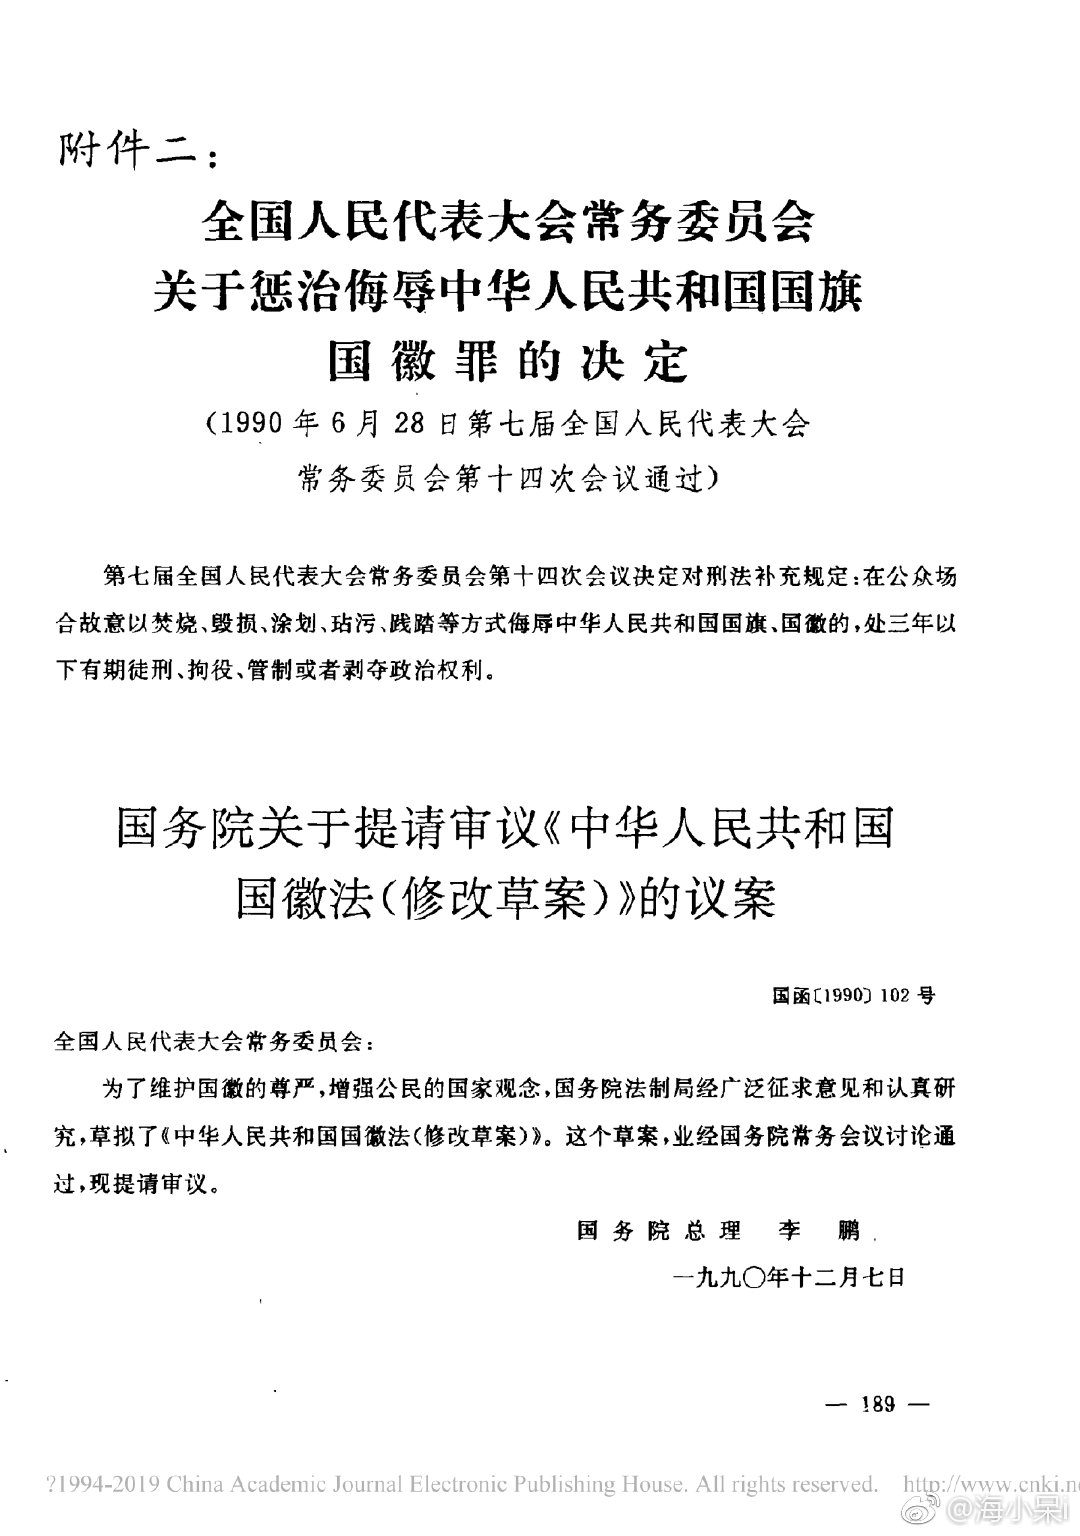 附件二：
全国人民代表大会常务委员会
关于惩治侮辱中华人民共和国国旗
国徽罪的决定
（1990年6月28日第七届全国人民代表大会
常务委员会第十四次会议通过）
第七届全国人民代表大会常务委员会第十四次会议决定对刑法补充规定：在公众场
合故意以焚烧、毁损、涂划、玷污、践踏等方式侮辱中华人民共和国国旗、国徽的，处三年以
下有期徒刑、拘役、管制或者剥夺政治权利。
国务院关于提请审议《中华人民共和国
国徽法（修改草案）》的议案
国函〔1990〕102号
全国人民代表大会常务委员会：
为了维护国徽的尊严，增强公民的国家观念，国务院法制局经广泛征求意见和认真研
究，草拟了《中华人民共和国国徽法（修改草案）》。这个草案，业经国务院常务会议讨论通
过，现提请审议。
国务院总理 李 鹏
一九九〇年十二月七日
— 189 —
?1994-2019 China Academic Journal Electronic Publishing House. All rights reserved. http://www.cnki.ne
@海小呆i